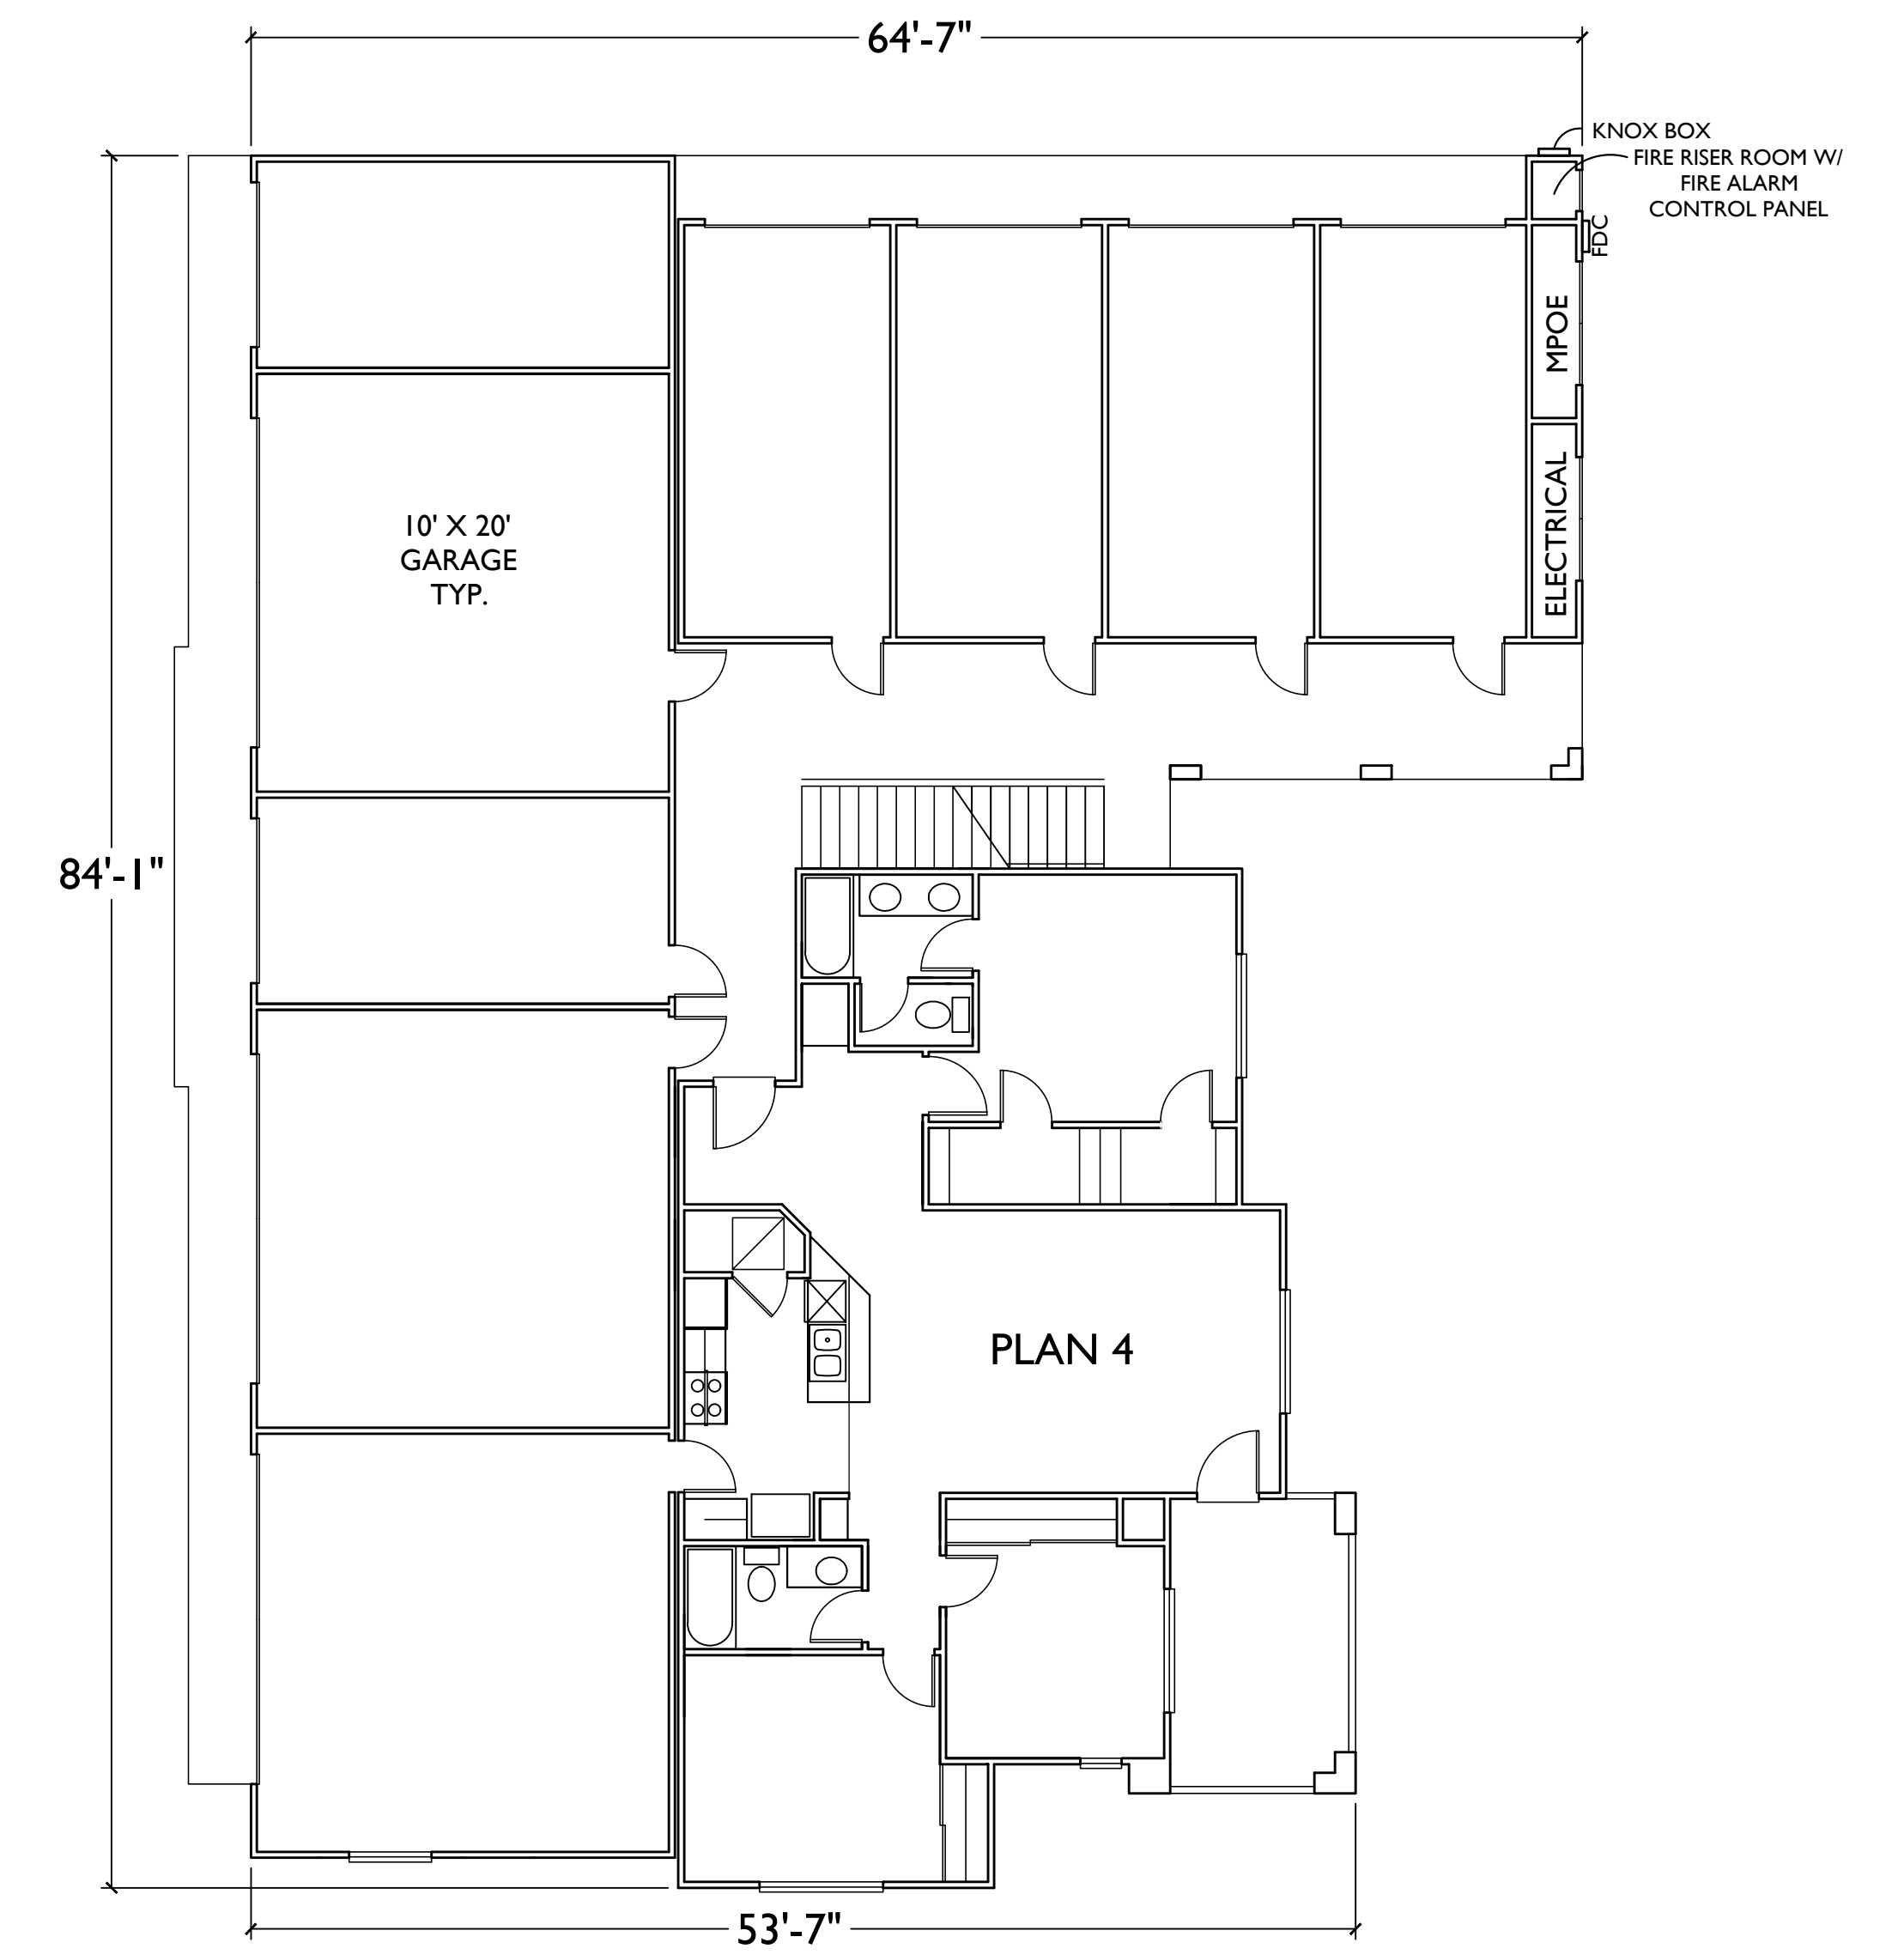 64'-7"
KNOX BOX
FIRE RISER ROOM W/
FIRE ALARM
CONTROL PANEL
FDC
MPOE
ELECTRICAL
10' X 20'
GARAGE
TYP.
84'-1"
PLAN 4
53'-7"